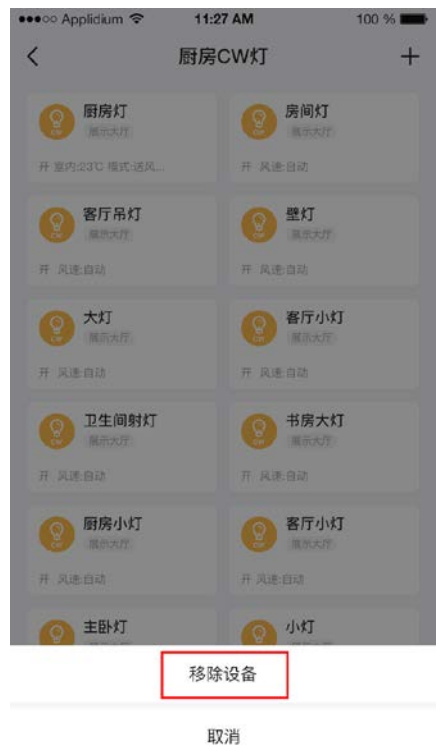 Applidium 11:27 AM 100 %
厨房CW灯
厨房灯 房间灯
展示大厅 展示大厅
开 室内:23℃ 模式:送风... 开 风速:自动
客厅吊灯 壁灯
展示大厅 展示大厅
开 风速:自动 开 风速:自动
大灯 客厅小灯
展示大厅 展示大厅
开 风速:自动 开 风速:自动
卫生间射灯 书房大灯
展示大厅 展示大厅
开 风速:自动 开 风速:自动
厨房小灯 客厅小灯
展示大厅 展示大厅
开 风速:自动 开 风速:自动
主卧灯 小灯
移除设备
取消